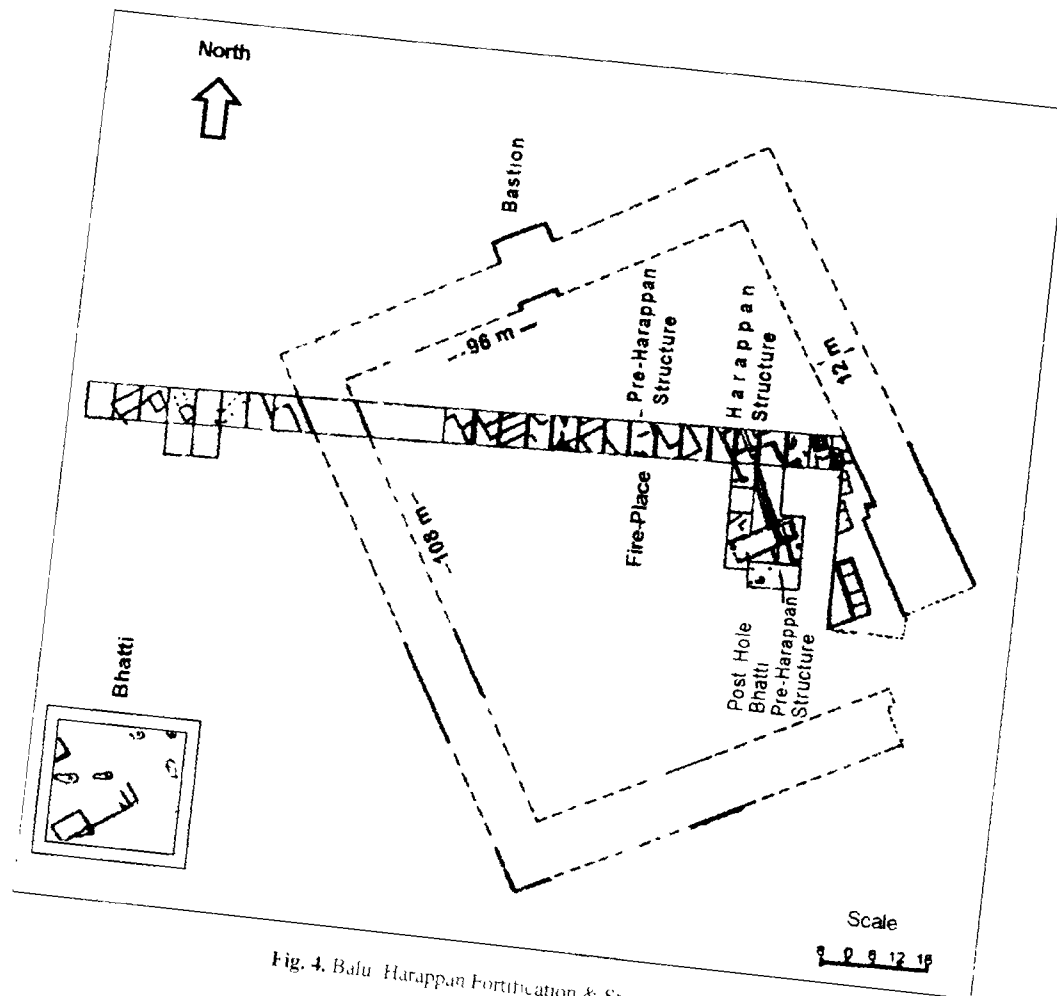 North
Bastion
96 m
Pre-Harappan
Structure
Harappan
Structure
12 m
108 m
Fire-Place
Post Hole
Bhatti
Pre-Harappan
Structure
Bhatti
Scale
12
Fig. 4. Balu Harappan Fortification &